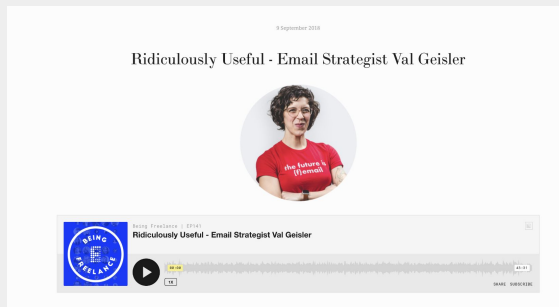 9 September 2018
Ridiculously Useful - Email Strategist Val Geisler
the future is
[f]email
Being Freelance | EP141
Ridiculously Useful - Email Strategist Val Geisler
BEING
FREELANCE
00:00
1X
SHARE SUBSCRIBE